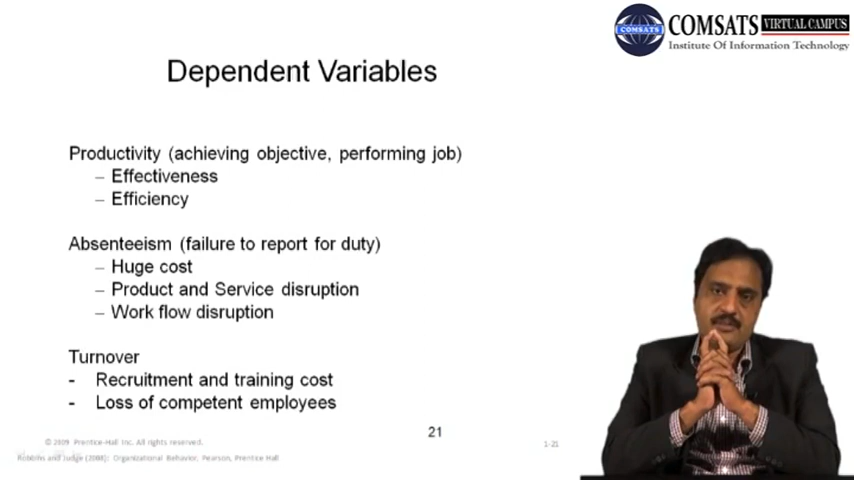 COMSATS VIRTUAL CAMPUS
Institute Of Information Technology
COMSATS
Dependent Variables
Productivity (achieving objective, performing job)
– Effectiveness
– Efficiency
Absenteeism (failure to report for duty)
– Huge cost
– Product and Service disruption
– Work flow disruption
Turnover
- Recruitment and training cost
- Loss of competent employees
21
© 2009 Prentice-Hall Inc. All rights reserved.
1-21
Robbins and Judge (2008): Organizational Behavior, Pearson, Prentice Hall